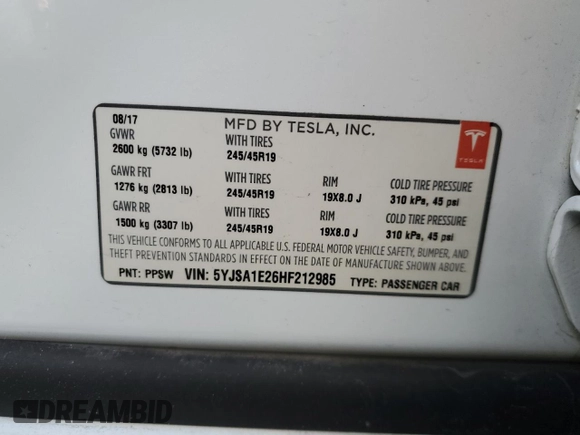 08/17
MFD BY TESLA, INC.
GVWR
2600 kg (5732 lb)
WITH TIRES
245/45R19
TESLA
GAWR FRT
1276 kg (2813 lb)
WITH TIRES
245/45R19
RIM
19X8.0 J
COLD TIRE PRESSURE
310 kPa, 45 psi
GAWR RR
1500 kg (3307 lb)
WITH TIRES
245/45R19
RIM
19X8.0 J
COLD TIRE PRESSURE
310 kPa, 45 psi
THIS VEHICLE CONFORMS TO ALL APPLICABLE U.S. FEDERAL MOTOR VEHICLE SAFETY, BUMPER, AND
THEFT PREVENTION STANDARDS IN EFFECT ON THE DATE OF MANUFACTURE SHOWN ABOVE.
PNT: PPSW VIN: 5YJSA1E26HF212985 TYPE: PASSENGER CAR
DREAMBID